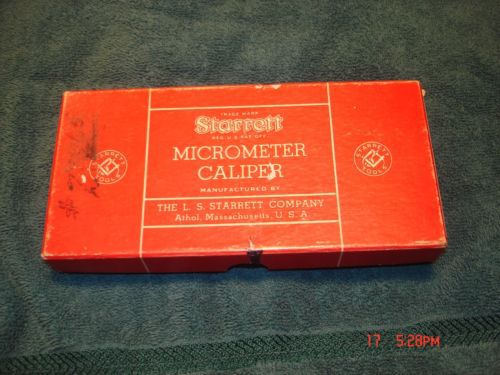 TRADE MARK
Starrett
REG. U.S. PAT. OFF.
MICROMETER
CALIPER
MANUFACTURED BY
THE L. S. STARRETT COMPANY
Athol, Massachusetts, U. S. A.
STARRETT
TOOLS
STARRETT
TOOLS
17 5:28PM